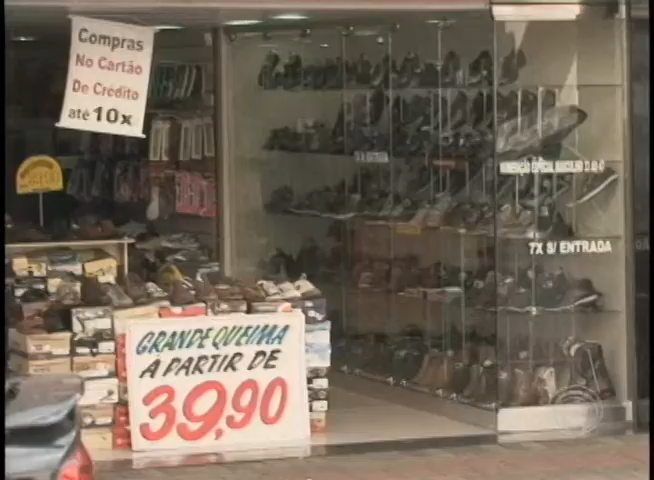 Compras
No Cartão
De Crédito
até 10x
7X S/ ENTRADA
GRANDE QUEIMA
A PARTIR DE
39,90